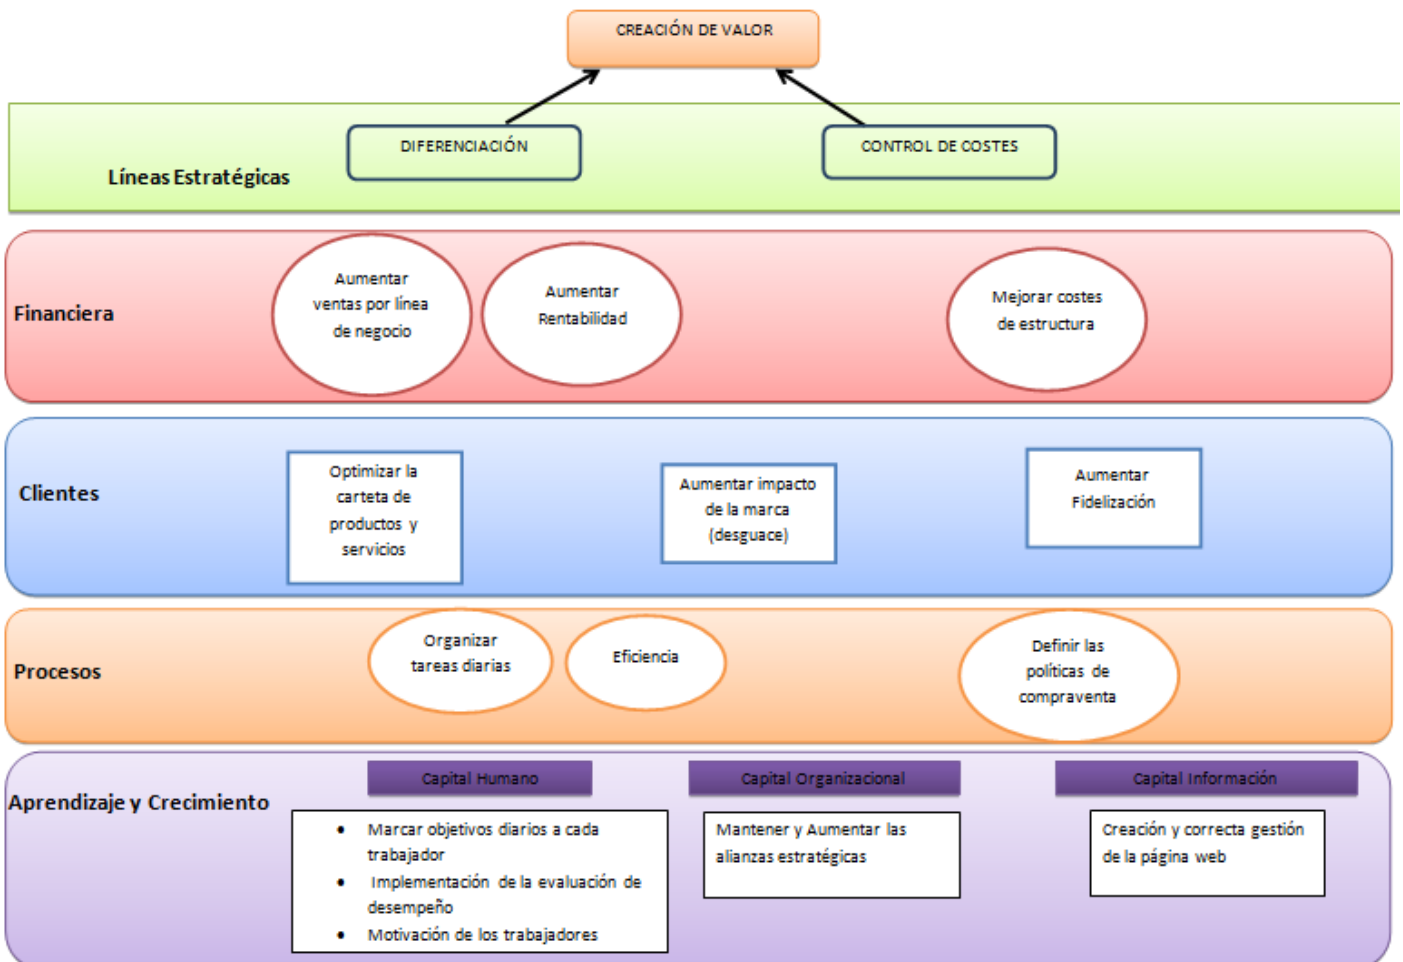 CREACIÓN DE VALOR
DIFERENCIACIÓN
CONTROL DE COSTES
Líneas Estratégicas
Financiera
Aumentar
ventas por línea
de negocio
Aumentar
Rentabilidad
Mejorar costes
de estructura
Clientes
Optimizar la
carteta de
productos y
servicios
Aumentar impacto
de la marca
(desguace)
Aumentar
Fidelización
Procesos
Organizar
tareas diarias
Eficiencia
Definir las
políticas de
compraventa
Aprendizaje y Crecimiento
Capital Humano
• Marcar objetivos diarios a cada
trabajador
• Implementación de la evaluación de
desempeño
• Motivación de los trabajadores
Capital Organizacional
Mantener y Aumentar las
alianzas estratégicas
Capital Información
Creación y correcta gestión
de la página web